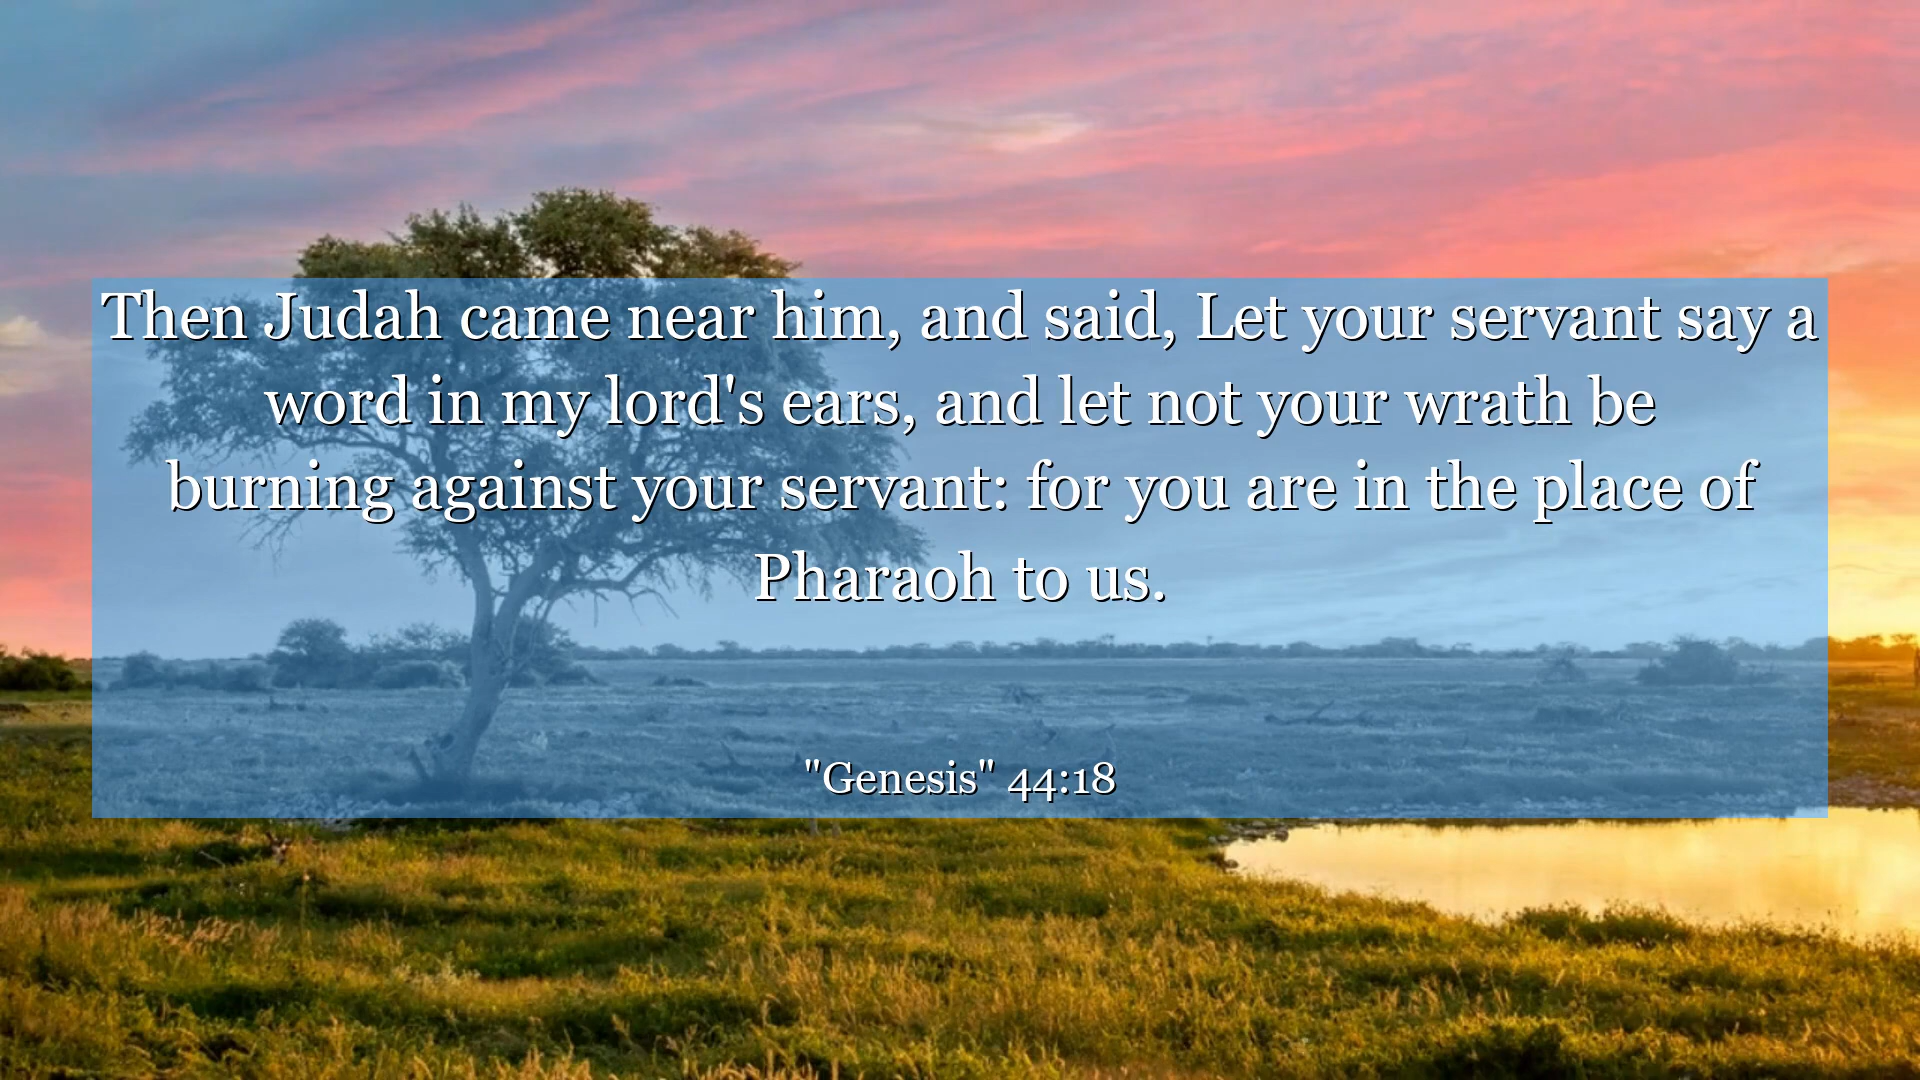 Then Judah came near him, and said, Let your servant say a
word in my lord's ears, and let not your wrath be
burning against your servant: for you are in the place of
Pharaoh to us.
"Genesis" 44:18